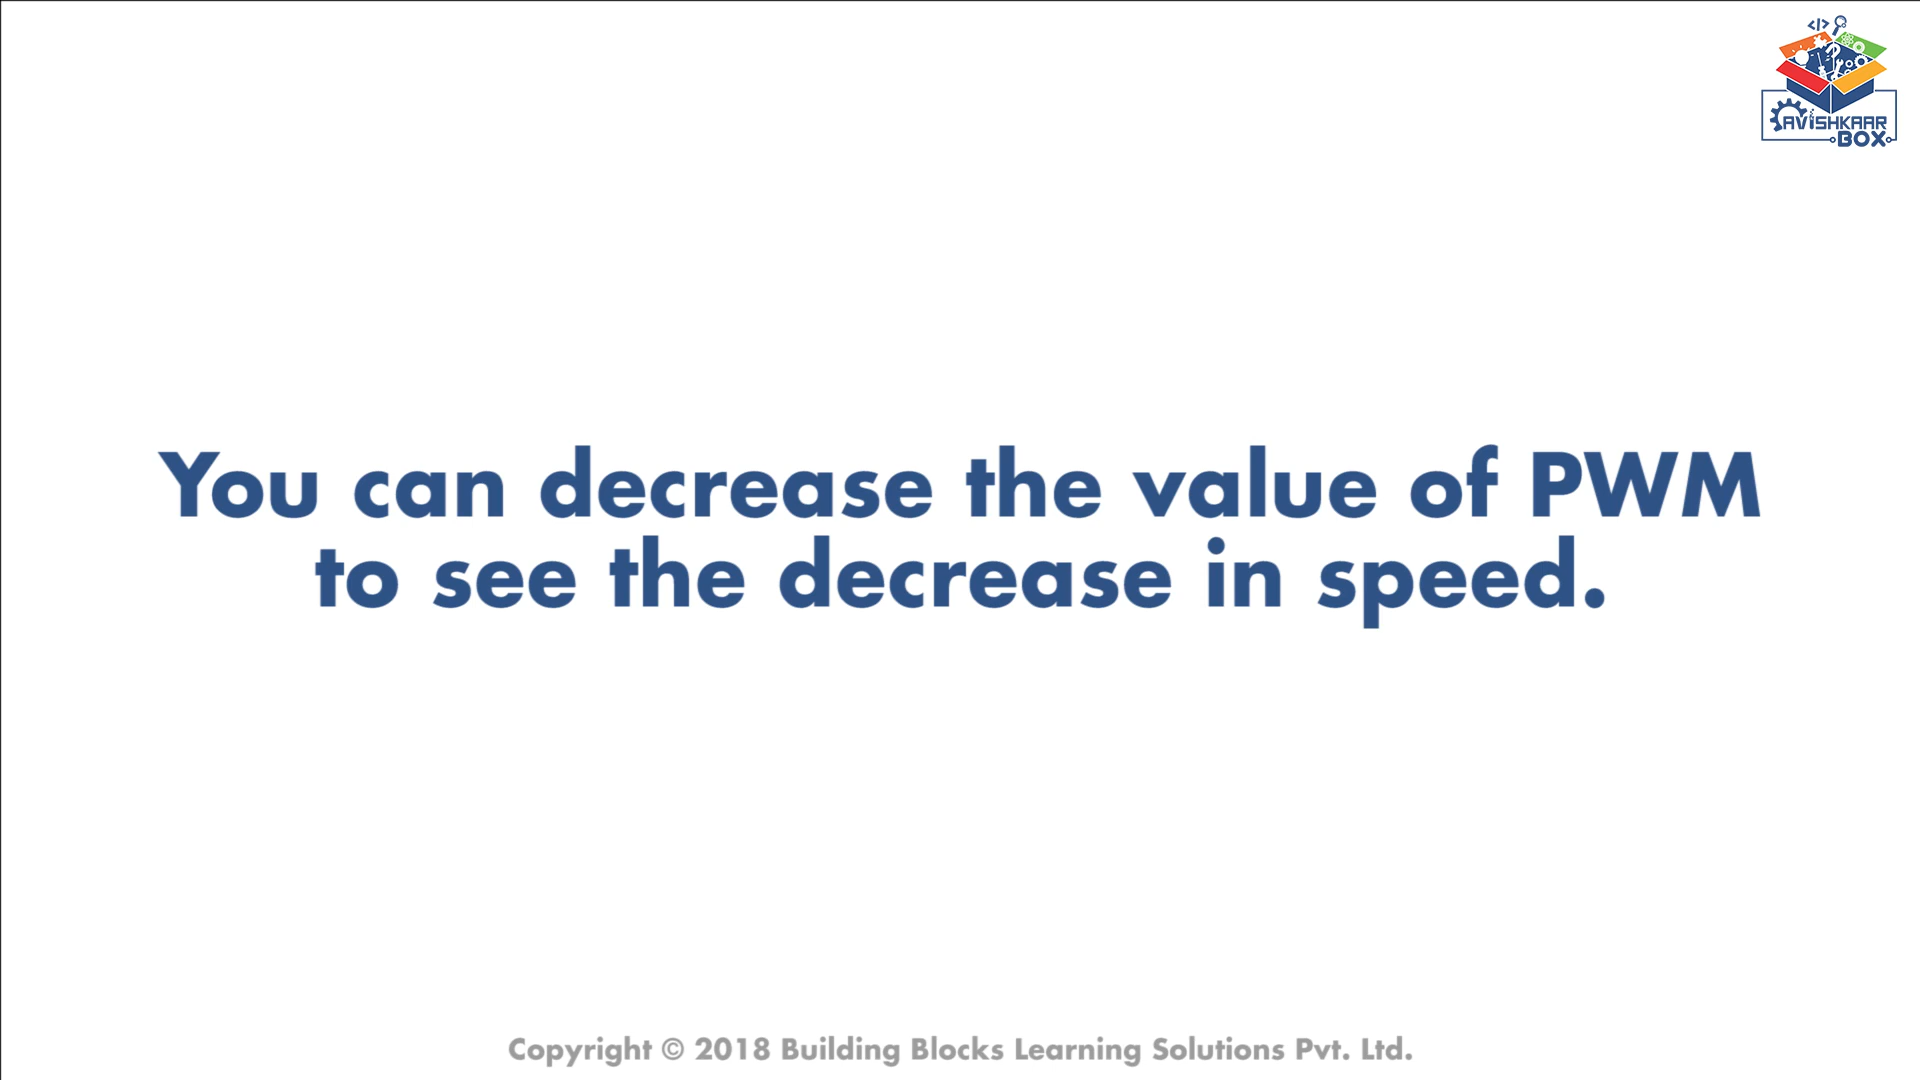 </> 
AViSHKAAR
BOX
You can decrease the value of PWM
to see the decrease in speed.
Copyright © 2018 Building Blocks Learning Solutions Pvt. Ltd.